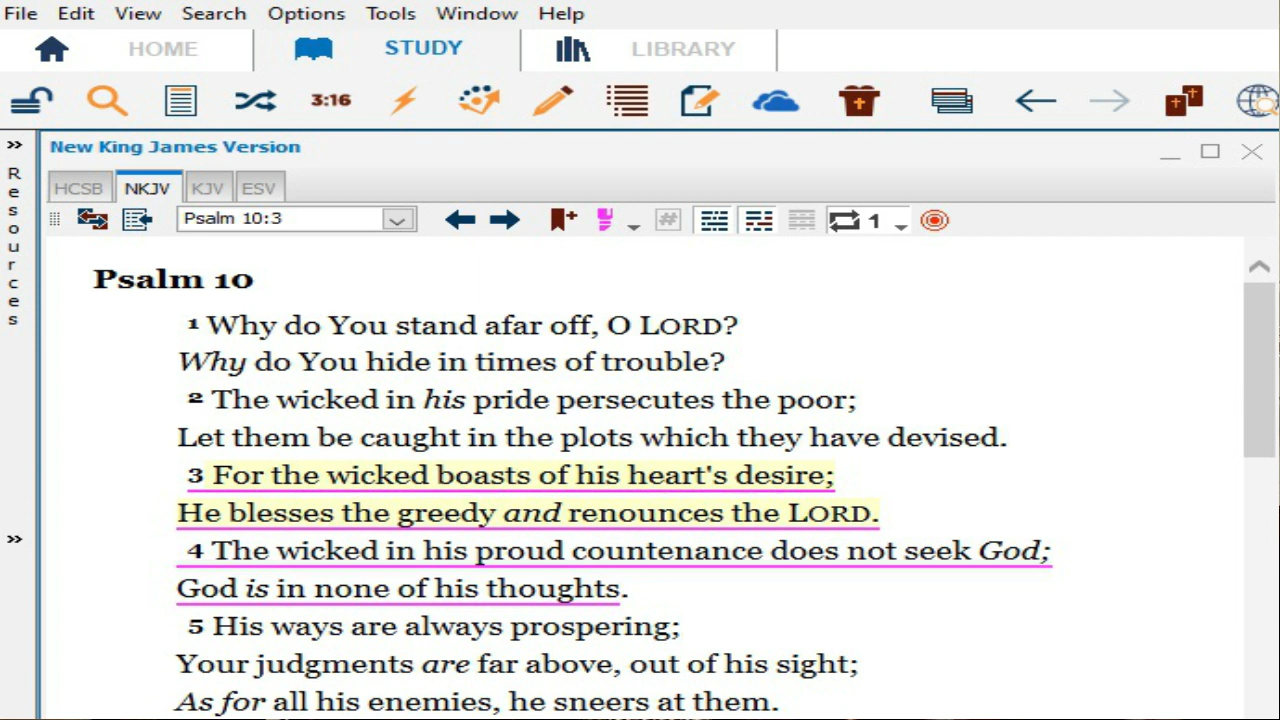 File Edit View Search Options Tools Window Help
HOME STUDY LIBRARY
3:16
Resources
New King James Version
HCSB NKJV KJV ESV
Psalm 10:3 # 1
Psalm 10
1 Why do You stand afar off, O LORD?
Why do You hide in times of trouble?
2 The wicked in his pride persecutes the poor;
Let them be caught in the plots which they have devised.
3 For the wicked boasts of his heart's desire;
He blesses the greedy and renounces the LORD.
4 The wicked in his proud countenance does not seek God;
God is in none of his thoughts.
5 His ways are always prospering;
Your judgments are far above, out of his sight;
As for all his enemies, he sneers at them.